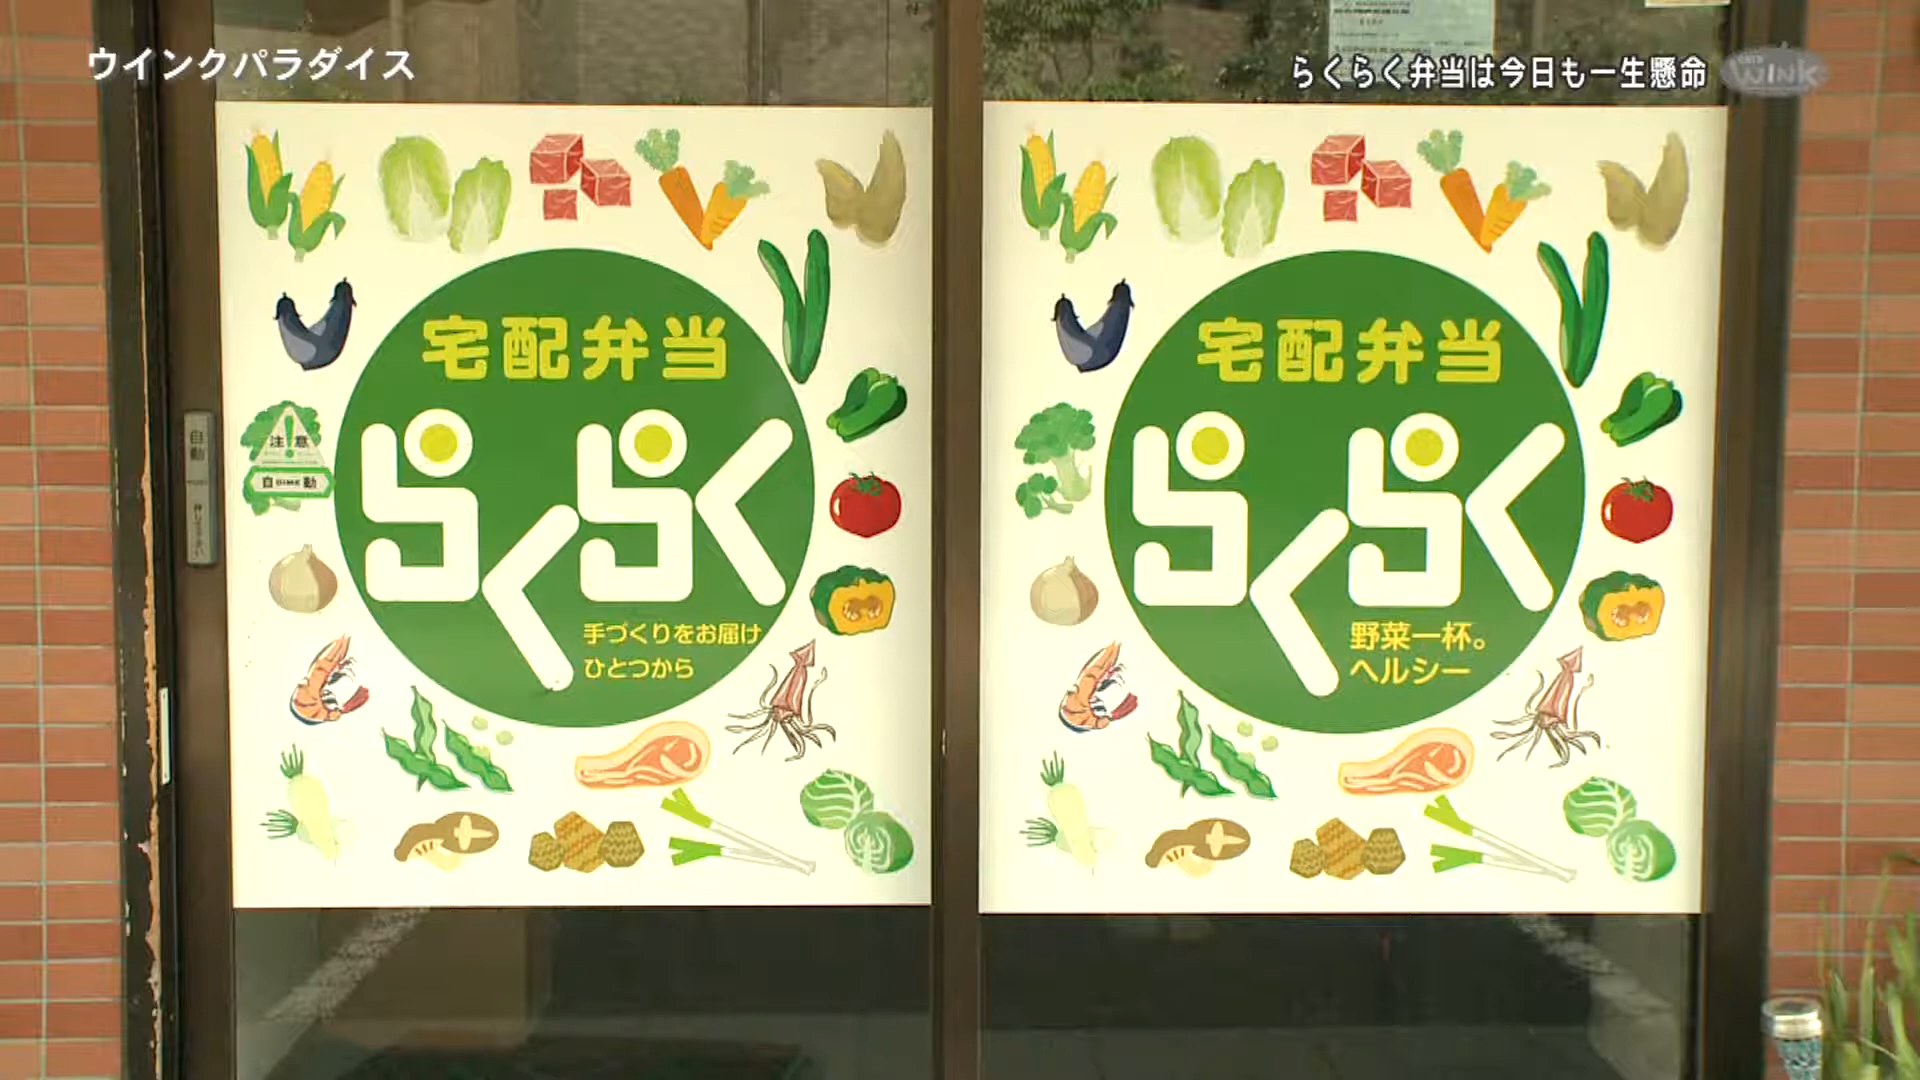 ウインクパラダイス
らくらく弁当は今日も一生懸命
WINK
宅配弁当
らくらく
手づくりをお届け
ひとつから
宅配弁当
らくらく
野菜一杯。
ヘルシー
注意
自動
自動